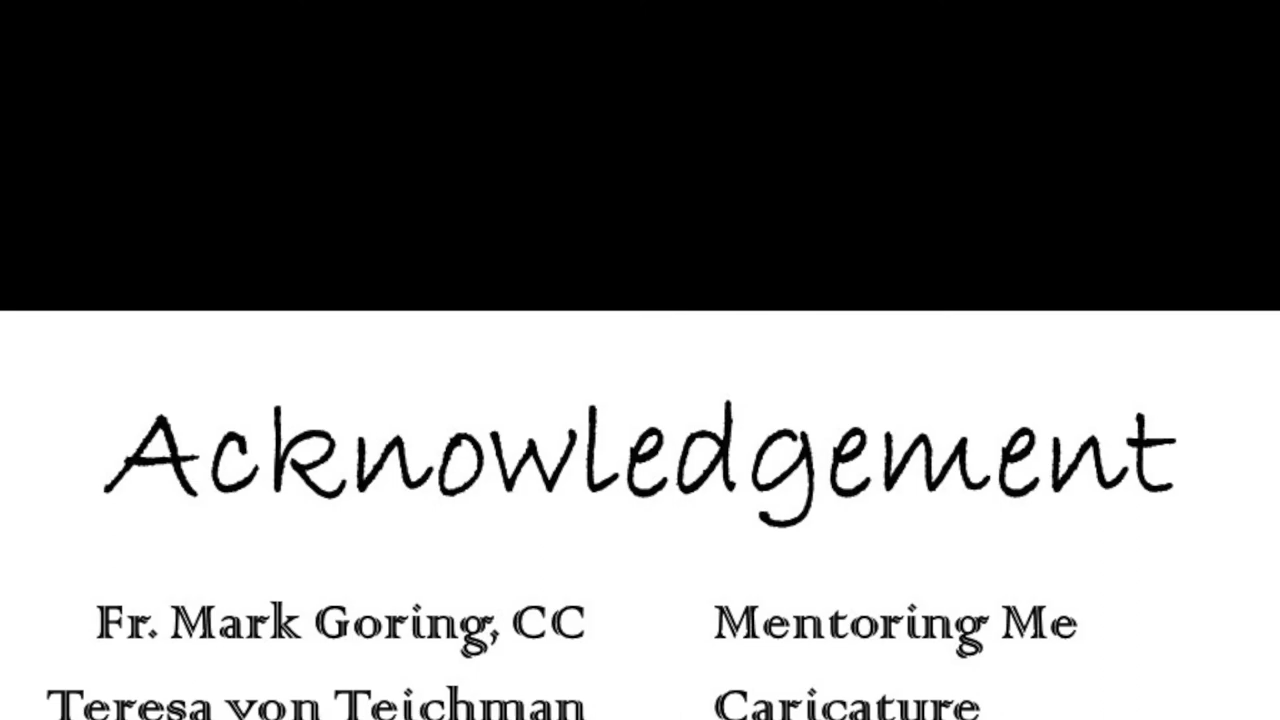 Acknowledgement
Fr. Mark Goring, CC Mentoring Me
Teresa von Teichman Caricature